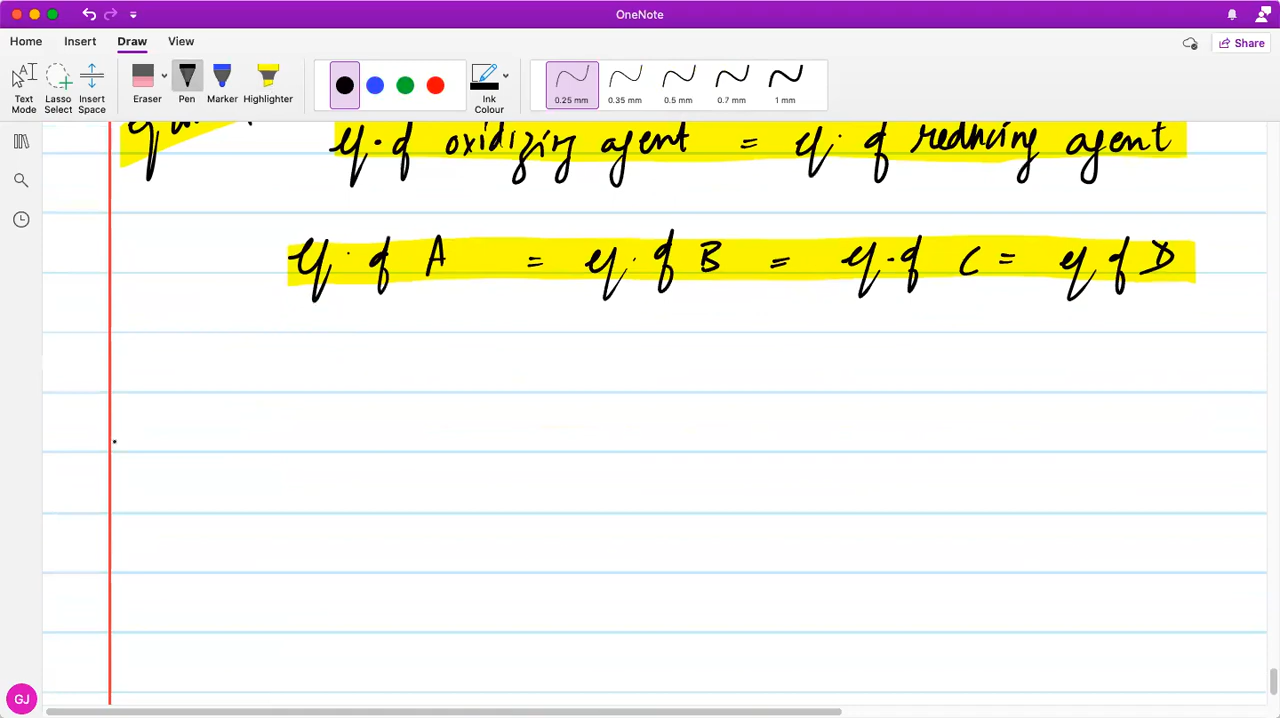 OneNote
Home Insert Draw View
Share
Text Mode
Lasso Select
Insert Space
Eraser
Pen
Marker
Highlighter
Ink Colour
0.25 mm 0.35 mm 0.5 mm 0.7 mm 1 mm
eq. of oxidizing agent = eq. of reducing agent
eq. of A = eq. of B = eq. of C = eq of D
GJ